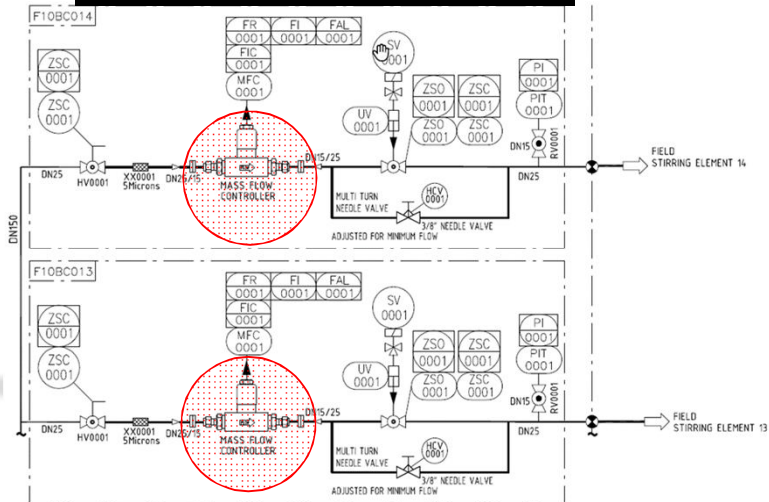 F10BC014
FR
0001
FI
0001
FAL
0001
FIC
0001
MFC
0001
ZSC
0001
ZSC
0001
SV
0001
UV
0001
ZSO
0001
ZSC
0001
ZSO
0001
ZSC
0001
PI
0001
PIT
0001
DN15
RV0001
DN25
HV0001
XX0001
5Microns
DN25/15
MASS FLOW
CONTROLLER
DN15/25
MULTI TURN
NEEDLE VALVE
HCV
0001
3/8" NEEDLE VALVE
ADJUSTED FOR MINIMUM FLOW
DN25
FIELD
STIRRING ELEMENT 14
DN150
F10BC013
FR
0001
FI
0001
FAL
0001
FIC
0001
MFC
0001
ZSC
0001
ZSC
0001
SV
0001
UV
0001
ZSO
0001
ZSC
0001
ZSO
0001
ZSC
0001
PI
0001
PIT
0001
DN15
RV0001
DN25
HV0001
XX0001
5Microns
DN25/15
MASS FLOW
CONTROLLER
DN15/25
MULTI TURN
NEEDLE VALVE
HCV
0001
3/8" NEEDLE VALVE
ADJUSTED FOR MINIMUM FLOW
DN25
FIELD
STIRRING ELEMENT 13